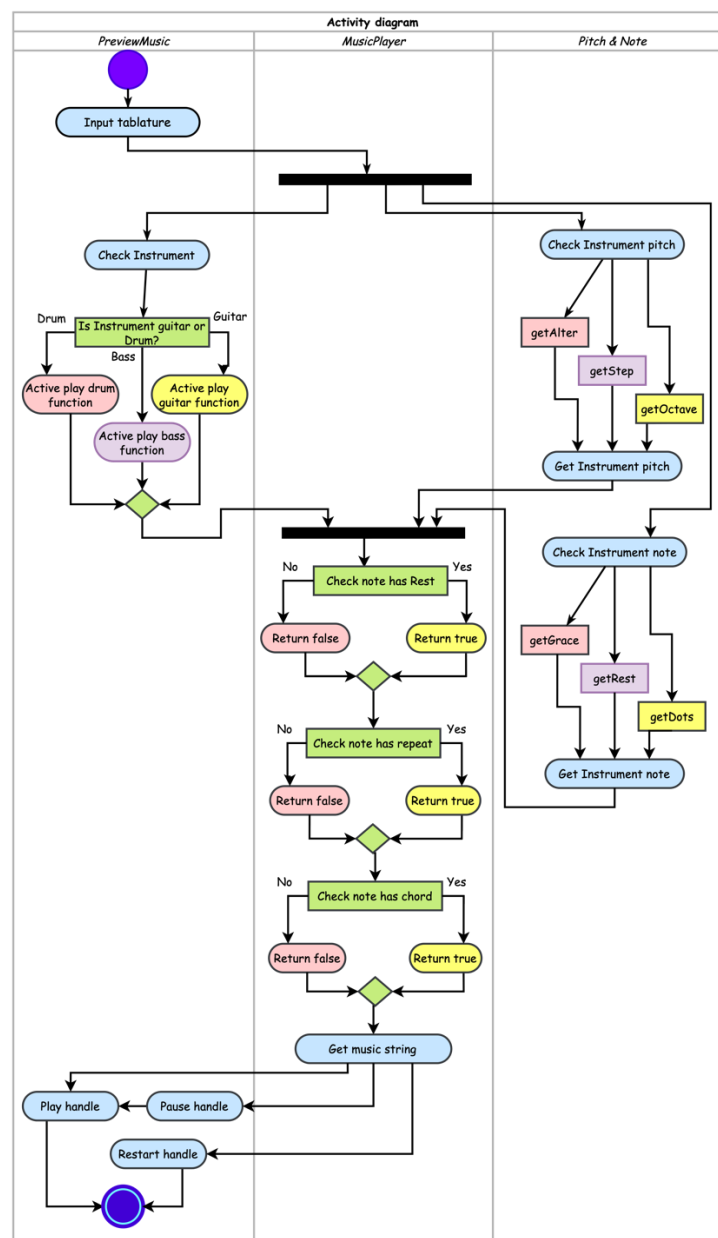 Activity diagram
PreviewMusic
MusicPlayer
Pitch & Note
Input tablature
Check Instrument
Check Instrument pitch
Drum
Guitar
Is Instrument guitar or
Drum?
Bass
getAlter
getStep
getOctave
Active play drum
function
Active play
guitar function
Active play bass
function
Get Instrument pitch
Check Instrument note
No
Yes
Check note has Rest
Return false
Return true
getGrace
getRest
getDots
No
Yes
Check note has repeat
Get Instrument note
Return false
Return true
No
Yes
Check note has chord
Return false
Return true
Get music string
Play handle
Pause handle
Restart handle